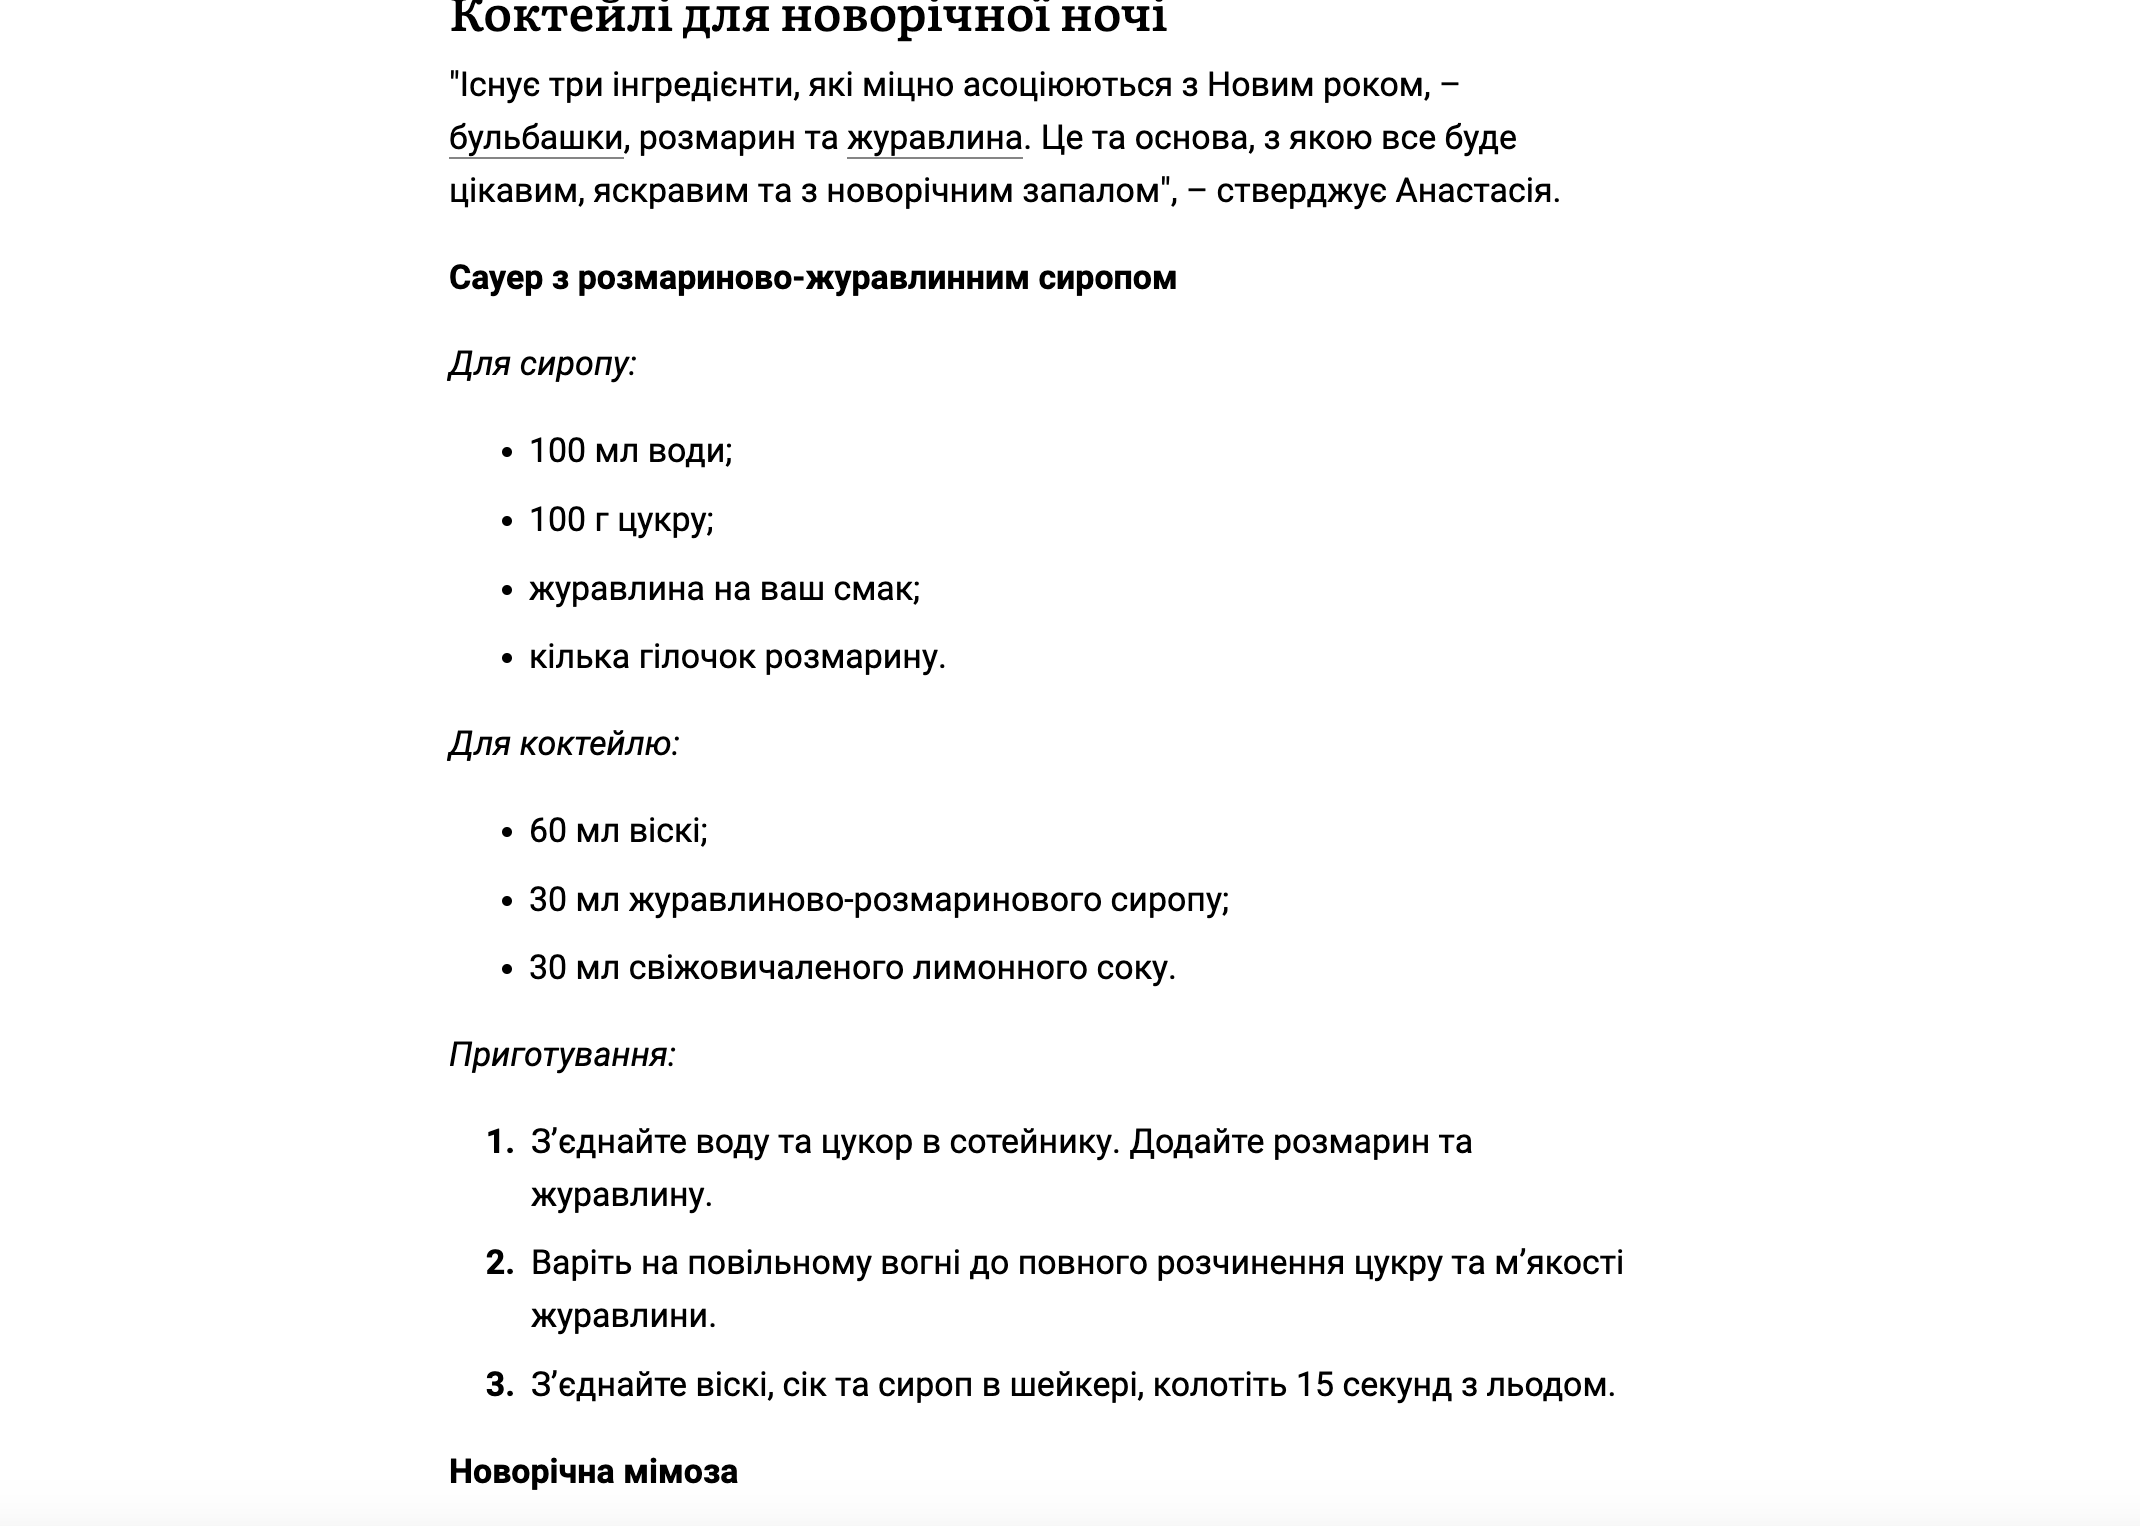 Коктейлі для новорічної ночі
"Існує три інгредієнти, які міцно асоціюються з Новим роком, –
бульбашки, розмарин та журавлина. Це та основа, з якою все буде
цікавим, яскравим та з новорічним запалом", – стверджує Анастасія.
Сауер з розмариново-журавлинним сиропом
Для сиропу:
• 100 мл води;
• 100 г цукру;
• журавлина на ваш смак;
• кілька гілочок розмарину.
Для коктейлю:
• 60 мл віскі;
• 30 мл журавлиново-розмаринового сиропу;
• 30 мл свіжовичаленого лимонного соку.
Приготування:
1. З’єднайте воду та цукор в сотейнику. Додайте розмарин та
журавлину.
2. Варіть на повільному вогні до повного розчинення цукру та м’якості
журавлини.
3. З’єднайте віскі, сік та сироп в шейкері, колотіть 15 секунд з льодом.
Новорічна мімоза